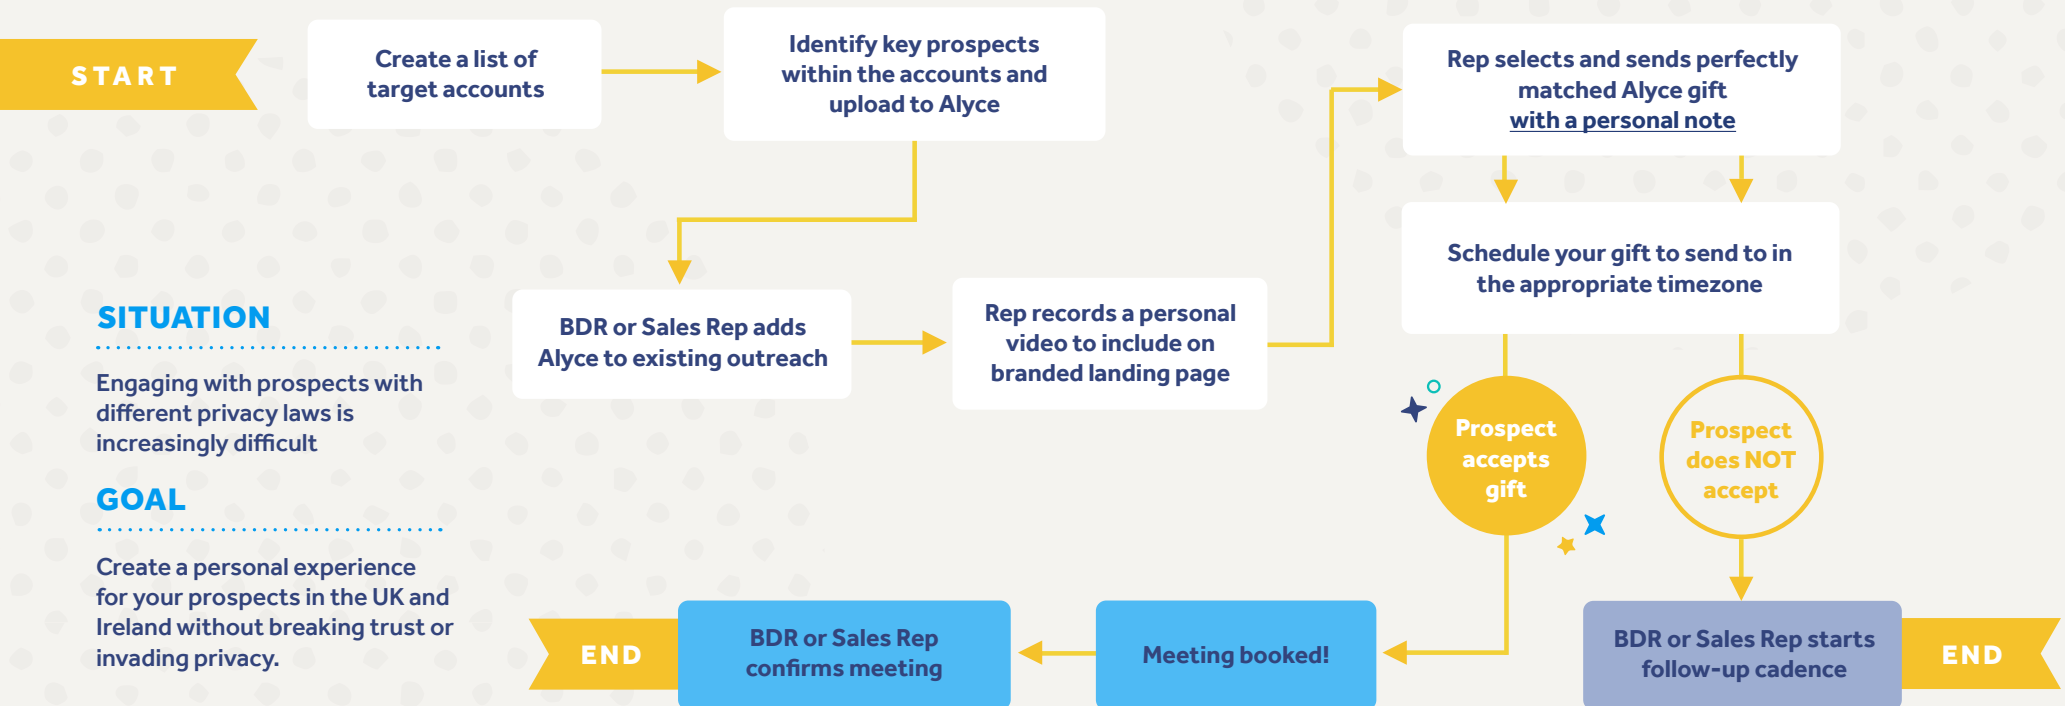 START
Create a list of
target accounts
Identify key prospects
within the accounts and
upload to Alyce
BDR or Sales Rep adds
Alyce to existing outreach
Rep records a personal
video to include on
branded landing page
Rep selects and sends perfectly
matched Alyce gift
with a personal note
Schedule your gift to send to in
the appropriate timezone
Prospect
accepts
gift
Prospect
does NOT
accept
Meeting booked!
BDR or Sales Rep
confirms meeting
END
BDR or Sales Rep starts
follow-up cadence
END
SITUATION
Engaging with prospects with
different privacy laws is
increasingly difficult
GOAL
Create a personal experience
for your prospects in the UK and
Ireland without breaking trust or
invading privacy.